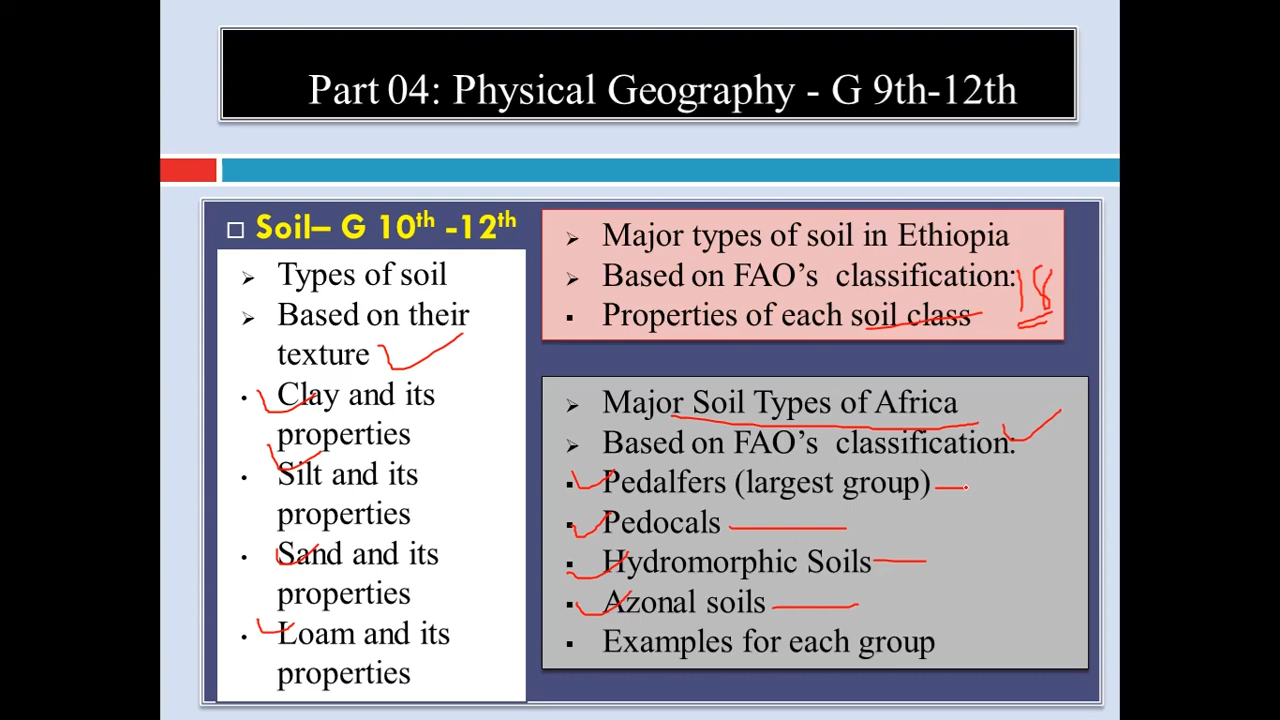 Part 04: Physical Geography - G 9th-12th
Soil– G 10th -12th
Types of soil
Based on their
texture
Clay and its
properties
Silt and its
properties
Sand and its
properties
Loam and its
properties
Major types of soil in Ethiopia
Based on FAO’s classification:
18
Properties of each soil class
Major Soil Types of Africa
Based on FAO’s classification:
Pedalfers (largest group)
Pedocals
Hydromorphic Soils
Azonal soils
Examples for each group